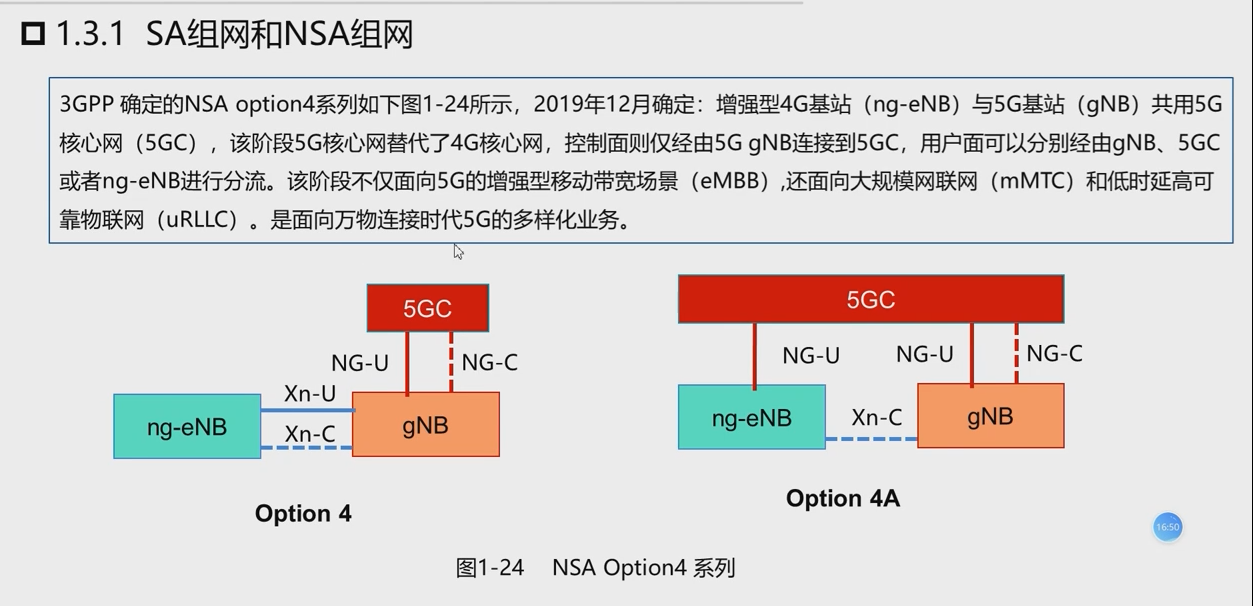 1.3.1 SA组网和NSA组网
3GPP 确定的NSA option4系列如下图1-24所示，2019年12月确定：增强型4G基站（ng-eNB）与5G基站（gNB）共用5G
核心网（5GC），该阶段5G核心网替代了4G核心网，控制面则仅经由5G gNB连接到5GC，用户面可以分别经由gNB、5GC
或者ng-eNB进行分流。该阶段不仅面向5G的增强型移动带宽场景（eMBB）,还面向大规模网联网（mMTC）和低时延高可
靠物联网（uRLLC）。是面向万物连接时代5G的多样化业务。
5GC
NG-U
NG-C
Xn-U
ng-eNB
Xn-C
gNB
Option 4
5GC
NG-U
NG-U
NG-C
ng-eNB
Xn-C
gNB
Option 4A
16:50
图1-24 NSA Option4 系列